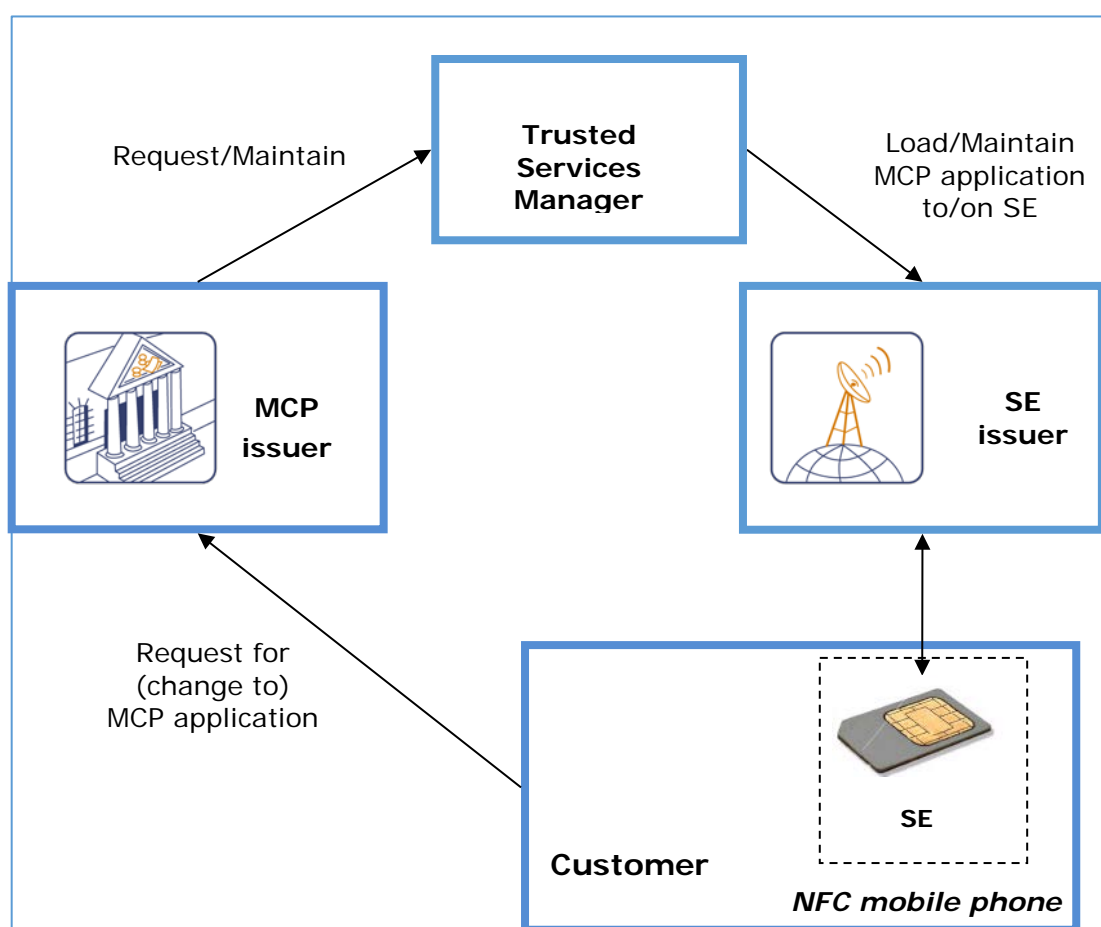 Trusted
Services
Manager
Request/Maintain
Load/Maintain
MCP application
to/on SE
MCP
issuer
SE
issuer
Request for
(change to)
MCP application
SE
Customer
NFC mobile phone